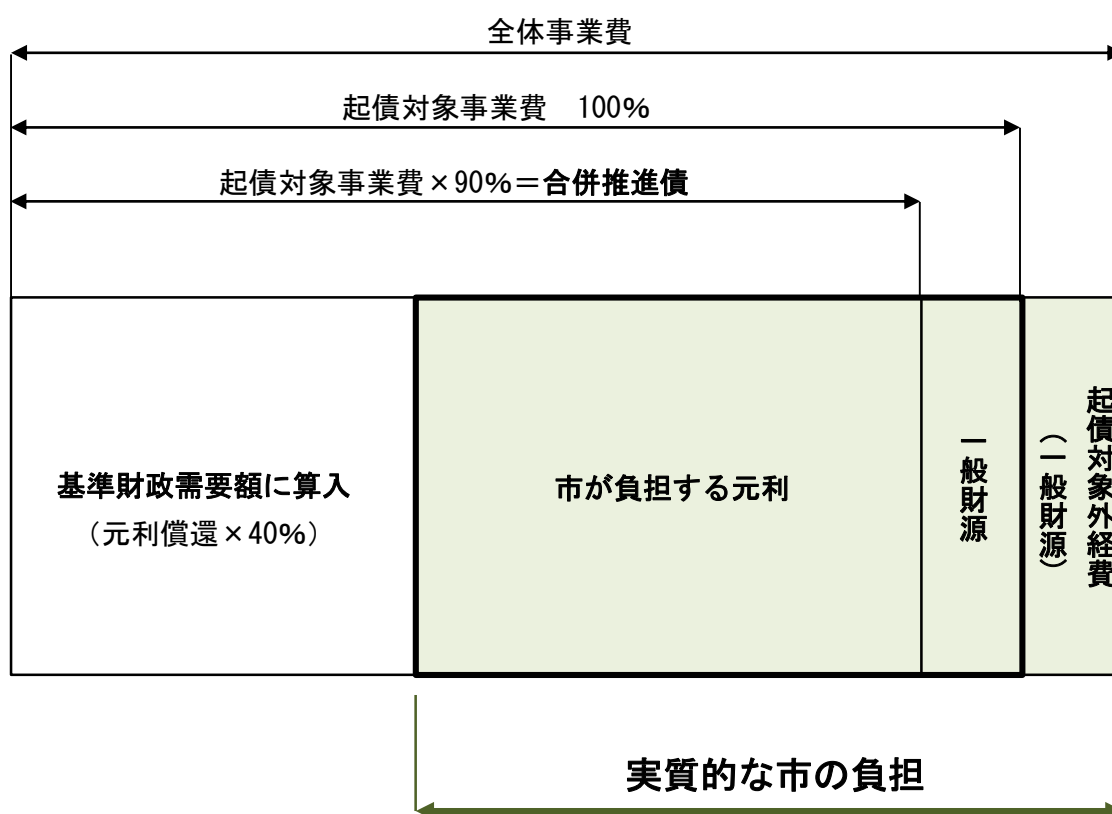 全体事業費
起債対象事業費　100%
起債対象事業費×90%＝合併推進債
基準財政需要額に算入
（元利償還×40%）
市が負担する元利
一般財源
起債対象外経費
（一般財源）
実質的な市の負担